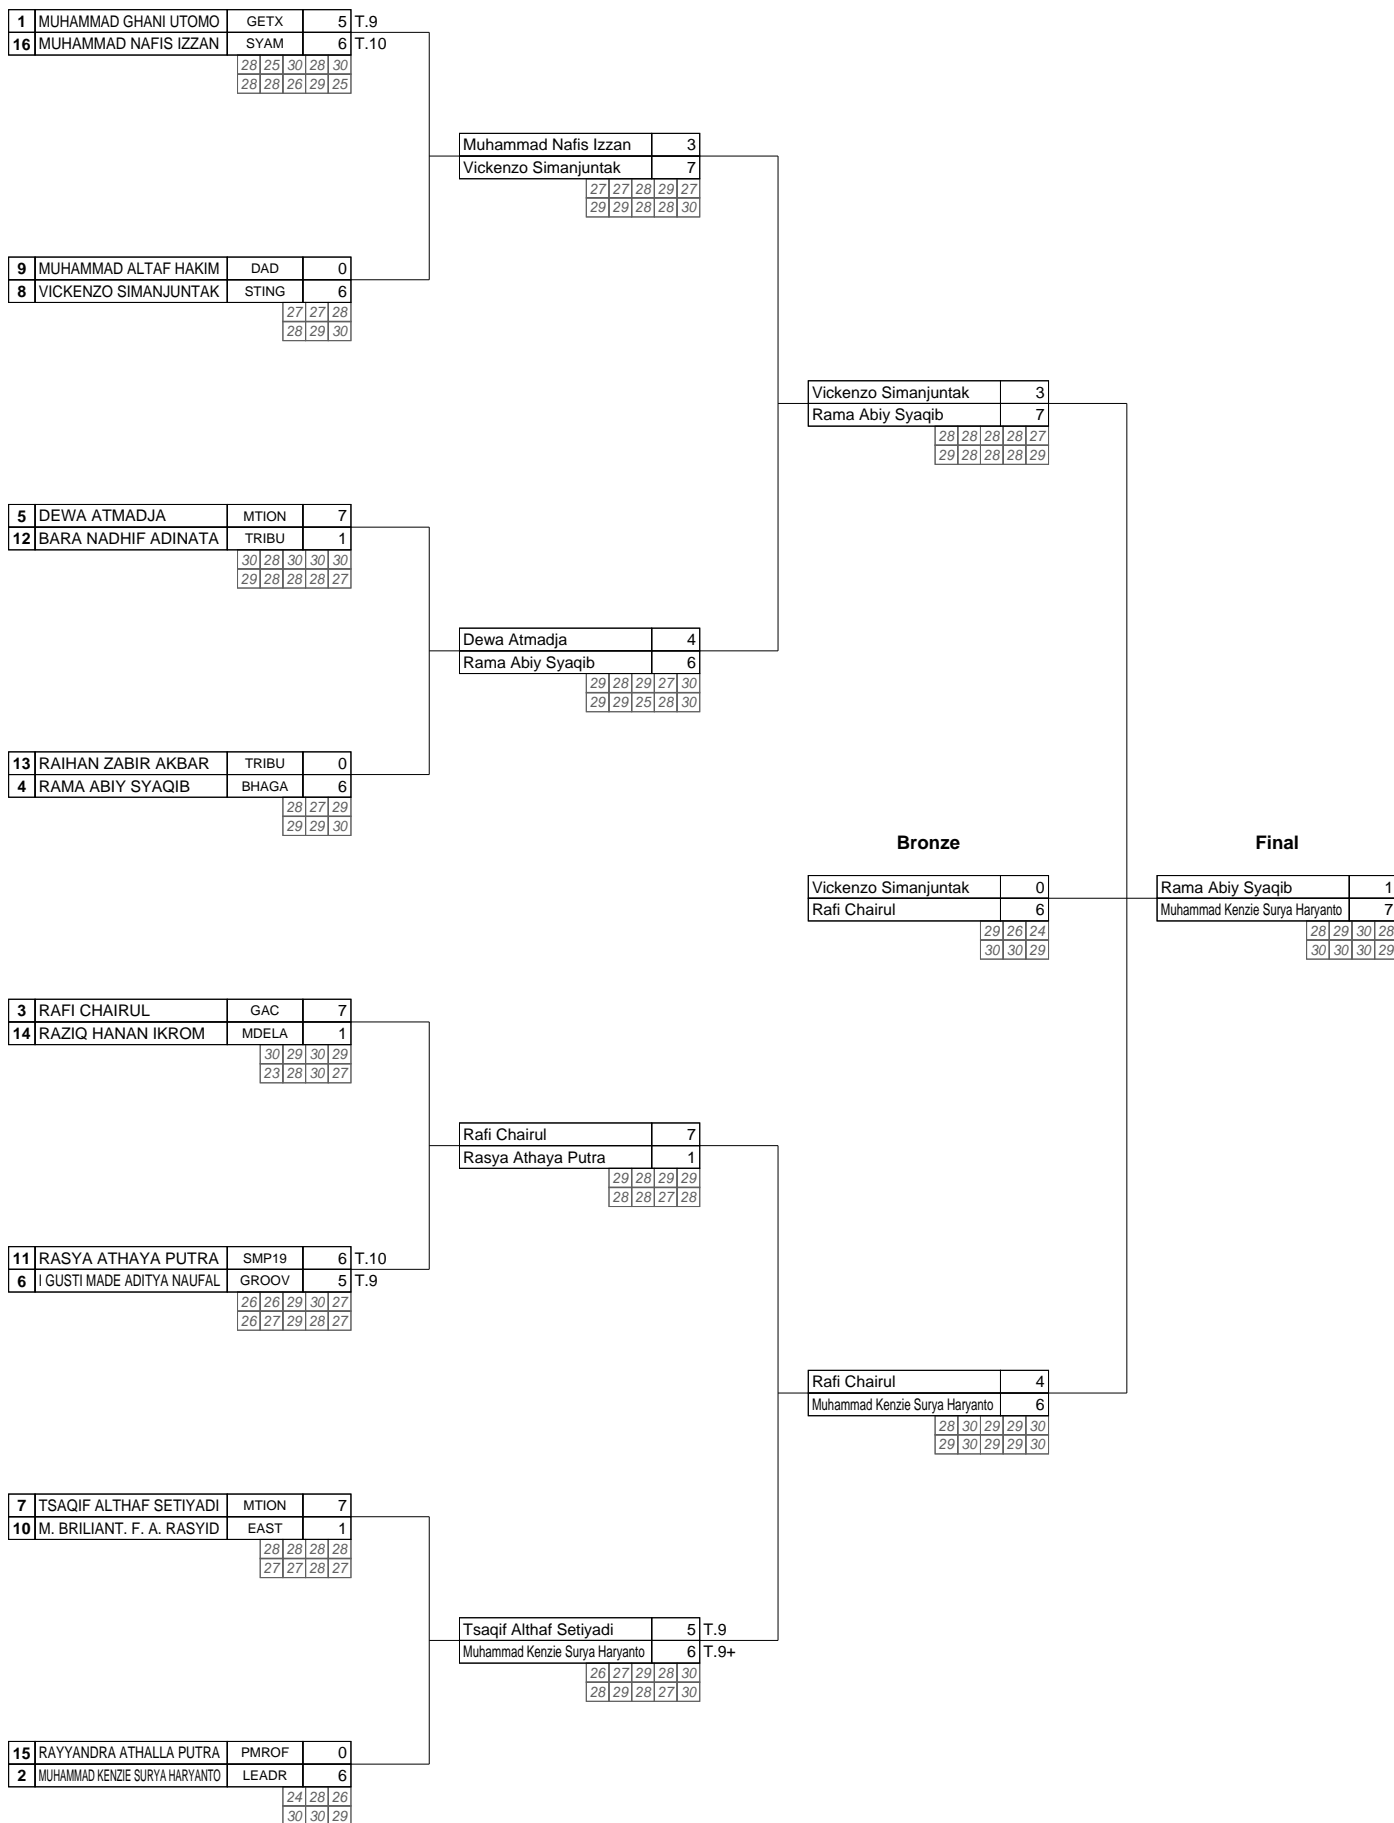 1 MUHAMMAD GHANI UTOMO GETX 5 T.9
16 MUHAMMAD NAFIS IZZAN SYAM 6 T.10
28 25 30 28 30
28 28 26 29 25
Muhammad Nafis Izzan 3
Vickenzo Simanjuntak 7
27 27 28 29 27
29 29 28 28 30
9 MUHAMMAD ALTAF HAKIM DAD 0
8 VICKENZO SIMANJUNTAK STING 6
27 27 28
28 29 30
Vickenzo Simanjuntak 3
Rama Abiy Syaqib 7
28 28 28 28 27
29 28 28 28 29
5 DEWA ATMADJA MTION 7
12 BARA NADHIF ADINATA TRIBU 1
30 28 30 30 30
29 28 28 28 27
Dewa Atmadja 4
Rama Abiy Syaqib 6
29 28 29 27 30
29 29 25 28 30
13 RAIHAN ZABIR AKBAR TRIBU 0
4 RAMA ABIY SYAQIB BHAGA 6
28 27 29
29 29 30
Bronze Final
Vickenzo Simanjuntak 0 Rama Abiy Syaqib 1
Rafi Chairul 6 Muhammad Kenzie Surya Haryanto 7
29 26 24 28 29 30 28
30 30 29 30 30 30 29
3 RAFI CHAIRUL GAC 7
14 RAZIQ HANAN IKROM MDELA 1
30 29 30 29
23 28 30 27
Rafi Chairul 7
Rasya Athaya Putra 1
29 28 29 29
28 28 27 28
11 RASYA ATHAYA PUTRA SMP19 6 T.10
6 I GUSTI MADE ADITYA NAUFAL GROOV 5 T.9
26 26 29 30 27
26 27 29 28 27
Rafi Chairul 4
Muhammad Kenzie Surya Haryanto 6
28 30 29 29 30
29 30 29 29 30
7 TSAQIF ALTHAF SETIYADI MTION 7
10 M. BRILIANT. F. A. RASYID EAST 1
28 28 28 28
27 27 28 27
Tsaqif Althaf Setiyadi 5 T.9
Muhammad Kenzie Surya Haryanto 6 T.9+
26 27 29 28 30
28 29 28 27 30
15 RAYYANDRA ATHALLA PUTRA PMROF 0
2 MUHAMMAD KENZIE SURYA HARYANTO LEADR 6
24 28 26
30 30 29